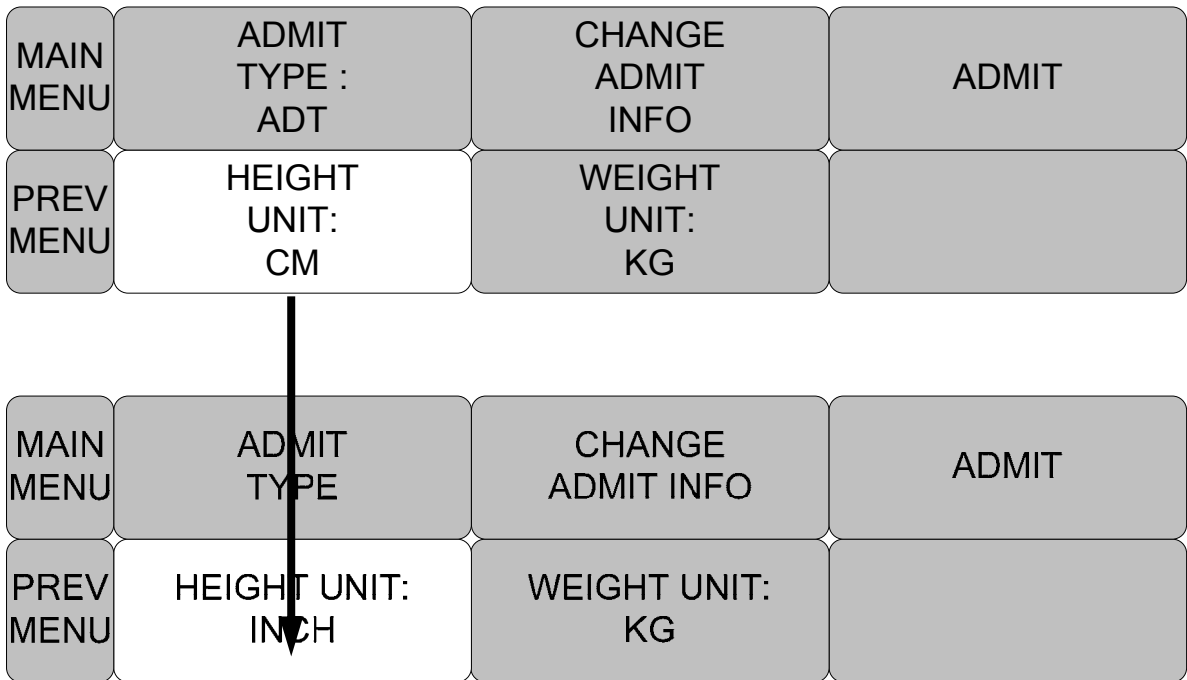 MAIN
MENU
ADMIT
TYPE :
ADT
CHANGE
ADMIT
INFO
ADMIT
PREV
MENU
HEIGHT
UNIT:
CM
WEIGHT
UNIT:
KG
MAIN
MENU
ADMIT
TYPE
CHANGE
ADMIT INFO
ADMIT
PREV
MENU
HEIGHT UNIT:
INCH
WEIGHT UNIT:
KG